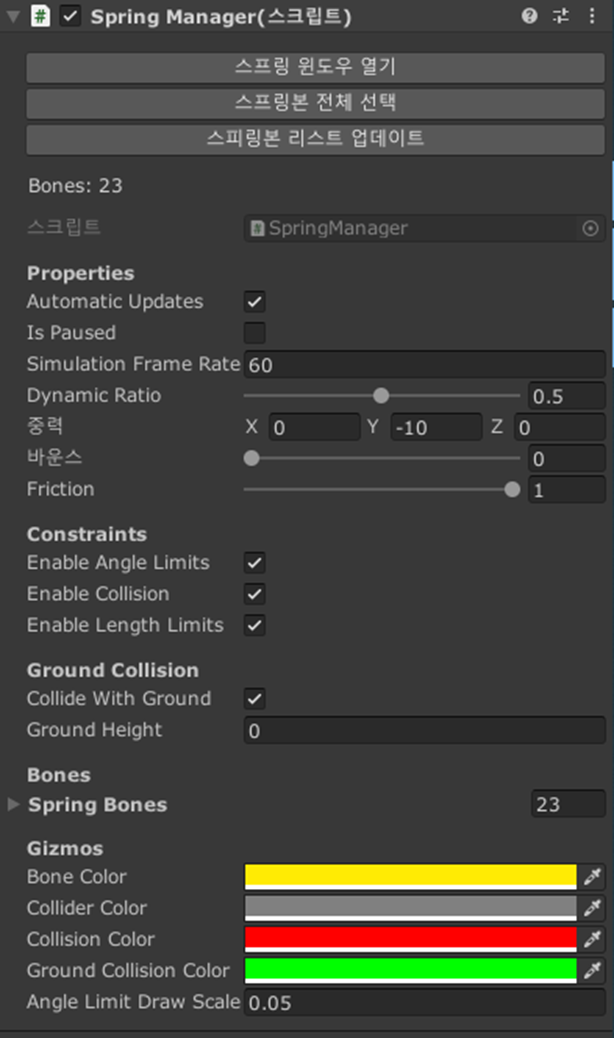 Spring Manager(스크립트)
스프링 윈도우 열기
스프링본 전체 선택
스피링본 리스트 업데이트
Bones: 23
스크립트 SpringManager
Properties
Automatic Updates
Is Paused
Simulation Frame Rate 60
Dynamic Ratio 0.5
중력 X 0 Y -10 Z 0
바운스 0
Friction 1
Constraints
Enable Angle Limits
Enable Collision
Enable Length Limits
Ground Collision
Collide With Ground
Ground Height 0
Bones
Spring Bones 23
Gizmos
Bone Color
Collider Color
Collision Color
Ground Collision Color
Angle Limit Draw Scale 0.05